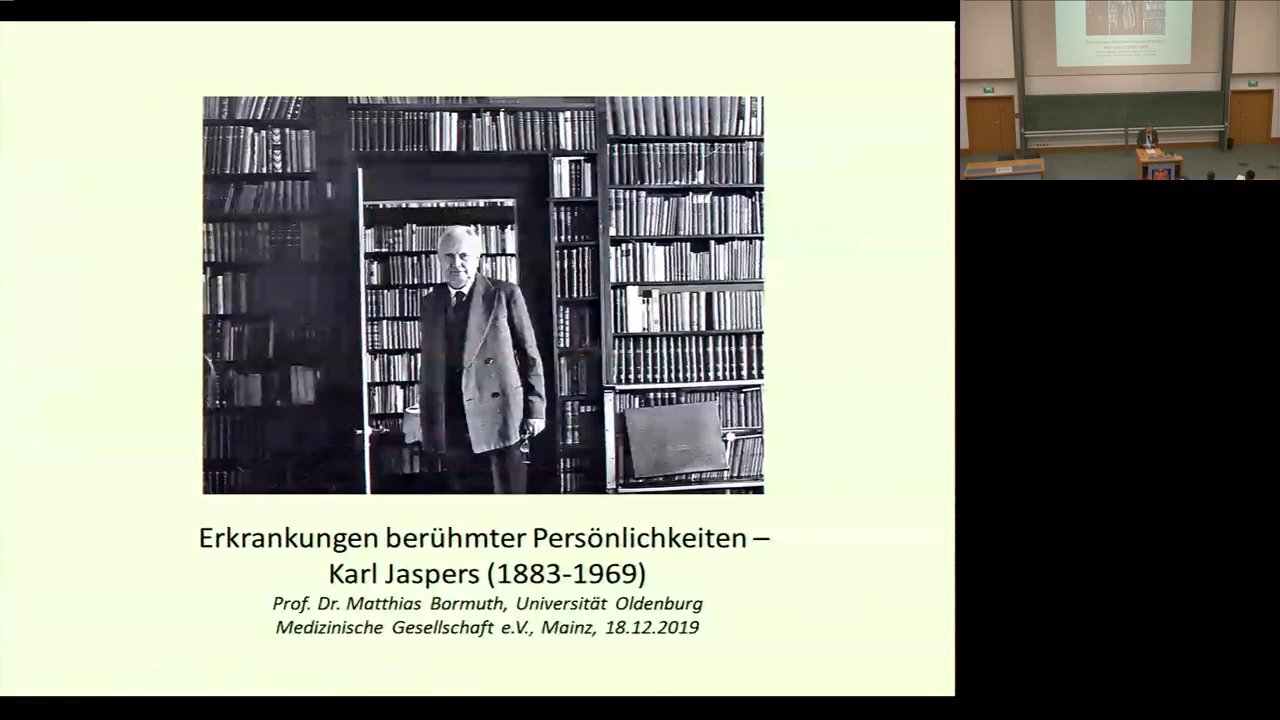 Erkrankungen berühmter Persönlichkeiten –
Karl Jaspers (1883-1969)
Prof. Dr. Matthias Bormuth, Universität Oldenburg
Medizinische Gesellschaft e.V., Mainz, 18.12.2019